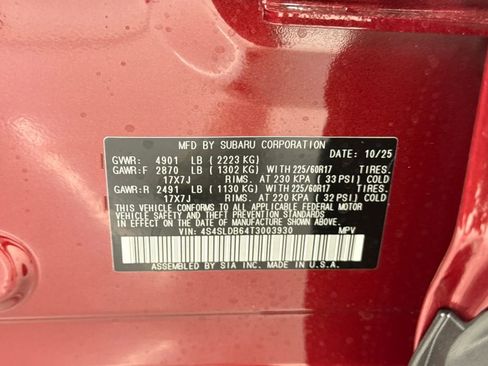 MFD BY SUBARU CORPORATION
GVWR: 4901 LB ( 2223 KG) DATE: 10/25
GAWR:F 2870 LB ( 1302 KG) WITH 225/60R17 TIRES.
17X7J RIMS. AT 230 KPA ( 33 PSI) COLD
GAWR:R 2491 LB ( 1130 KG) WITH 225/60R17 TIRES.
17X7J RIMS. AT 220 KPA ( 32 PSI) COLD
THIS VEHICLE CONFORMS TO ALL APPLICABLE FEDERAL MOTOR
VEHICLE SAFETY AND THEFT PREVENTION STANDARDS
IN EFFECT ON THE DATE OF MANUFACTURE SHOWN ABOVE.
VIN: 4S4SLDB64T3003930 MPV
ASSEMBLED BY SIA INC. MADE IN U.S.A.